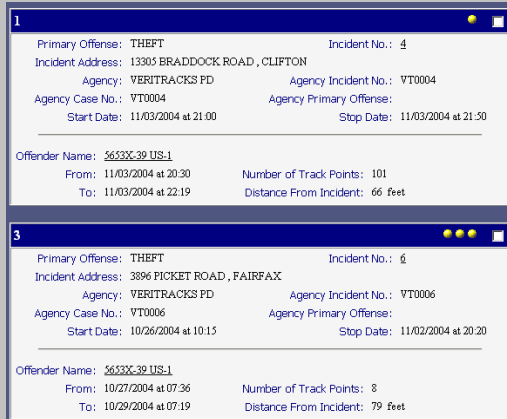 1
Primary Offense: THEFT Incident No.: 4
Incident Address: 13305 BRADDOCK ROAD , CLIFTON
Agency: VERITRACKS PD Agency Incident No.: VT0004
Agency Case No.: VT0004 Agency Primary Offense:
Start Date: 11/03/2004 at 21:00 Stop Date: 11/03/2004 at 21:50
Offender Name: 5653X-39 US-1
From: 11/03/2004 at 20:30 Number of Track Points: 101
To: 11/03/2004 at 22:19 Distance From Incident: 66 feet
3
Primary Offense: THEFT Incident No.: 6
Incident Address: 3896 PICKET ROAD , FAIRFAX
Agency: VERITRACKS PD Agency Incident No.: VT0006
Agency Case No.: VT0006 Agency Primary Offense:
Start Date: 10/26/2004 at 10:15 Stop Date: 11/02/2004 at 20:20
Offender Name: 5653X-39 US-1
From: 10/27/2004 at 07:36 Number of Track Points: 8
To: 10/29/2004 at 07:19 Distance From Incident: 79 feet